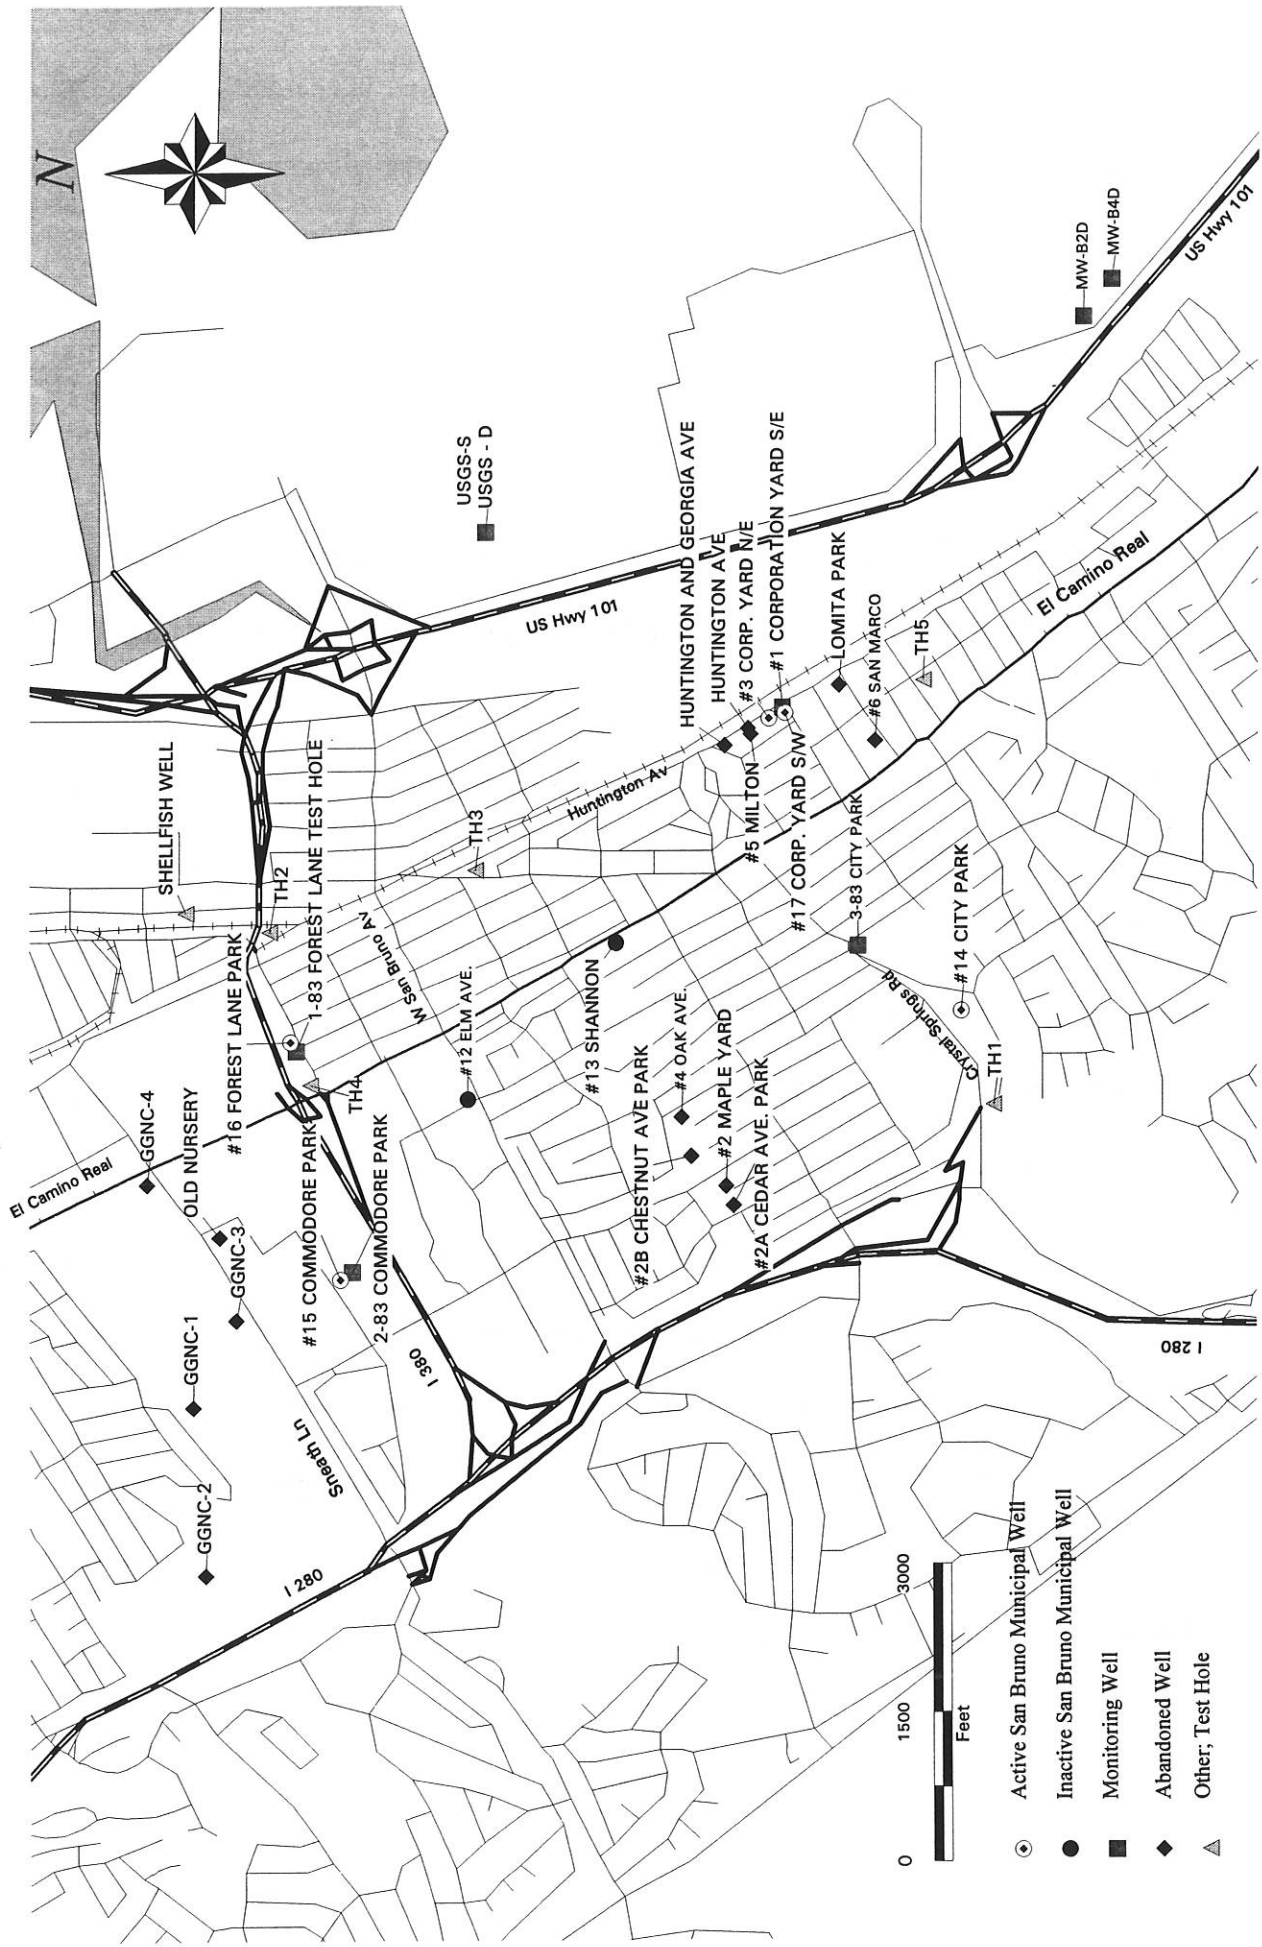 N
USGS-S
USGS - D
MW-B2D
MW-B4D
US Hwy 101
US Hwy 101
HUNTINGTON AND GEORGIA AVE
HUNTINGTON AVE
#3 CORP. YARD N/E
#1 CORPORATION YARD S/E
LOMITA PARK
#6 SAN MARCO
TH5
El Camino Real
SHELLFISH WELL
TH2
1-83 FOREST LANE TEST HOLE
TH3
Huntington Av
#5 MILTON
#17 CORP. YARD S/W
3-83 CITY PARK
#14 CITY PARK
#16 FOREST LANE PARK
W San Bruno Av
#12 ELM AVE.
#13 SHANNON
#4 OAK AVE.
#2 MAPLE YARD
Crystal Springs Rd
TH1
El Camino Real
GGNC-4
OLD NURSERY
TH4
#15 COMMODORE PARK
2-83 COMMODORE PARK
#2B CHESTNUT AVE PARK
#2A CEDAR AVE. PARK
GGNC-3
GGNC-1
GGNC-2
Sneath Ln
I 380
I 280
I 280
0 1500 3000
Feet
Active San Bruno Municipal Well
Inactive San Bruno Municipal Well
Monitoring Well
Abandoned Well
Other; Test Hole